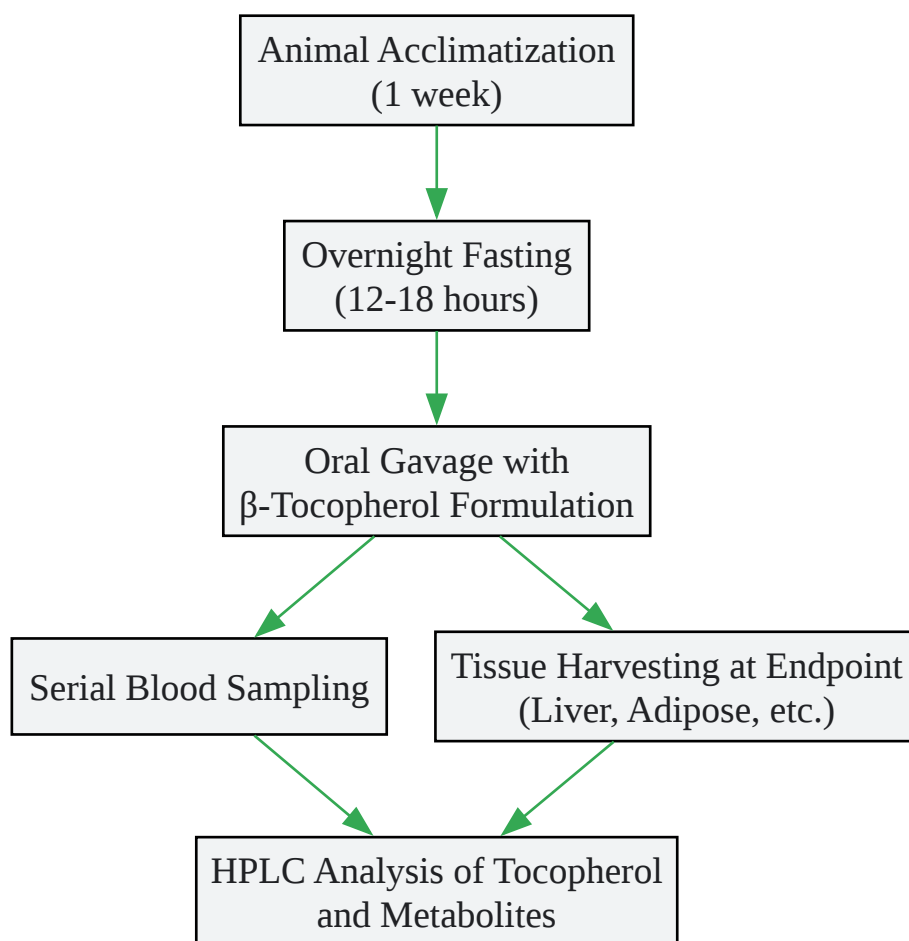 Animal Acclimatization
(1 week)
Overnight Fasting
(12-18 hours)
Oral Gavage with
β-Tocopherol Formulation
Serial Blood Sampling
Tissue Harvesting at Endpoint
(Liver, Adipose, etc.)
HPLC Analysis of Tocopherol
and Metabolites